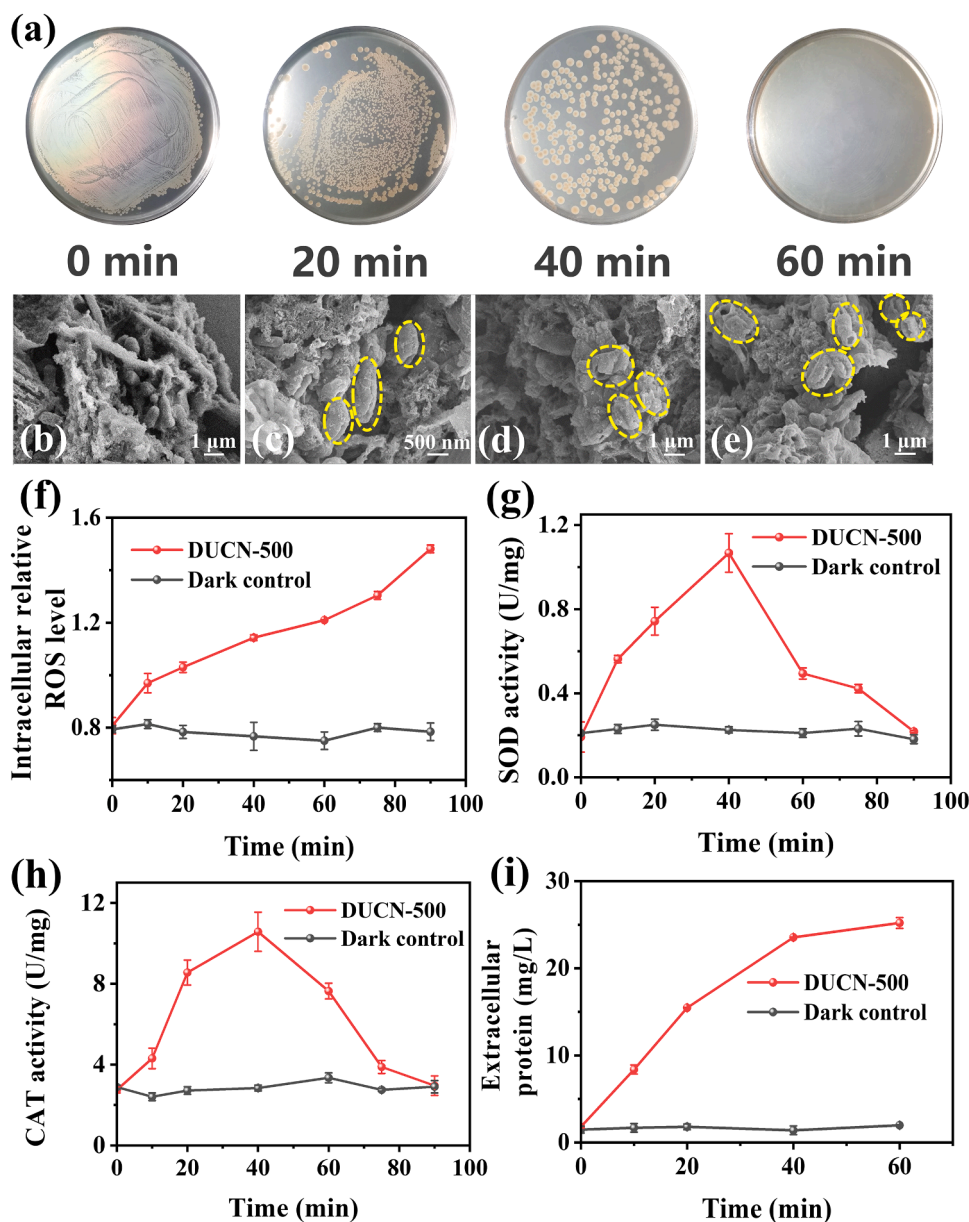 (a)
0 min
20 min
40 min
60 min
(b)
1 μm
(c)
500 nm
(d)
1 μm
(e)
1 μm
(f)
Intracellular relative
ROS level
1.6
1.2
0.8
DUCN-500
Dark control
0
20
40
60
80
100
Time (min)
(g)
SOD activity (U/mg)
1.2
0.8
0.4
0.0
DUCN-500
Dark control
0
20
40
60
80
100
Time (min)
(h)
CAT activity (U/mg)
12
8
4
0
DUCN-500
Dark control
0
20
40
60
80
100
Time (min)
(i)
Extracellular
protein (mg/L)
30
20
10
0
DUCN-500
Dark control
0
20
40
60
Time (min)